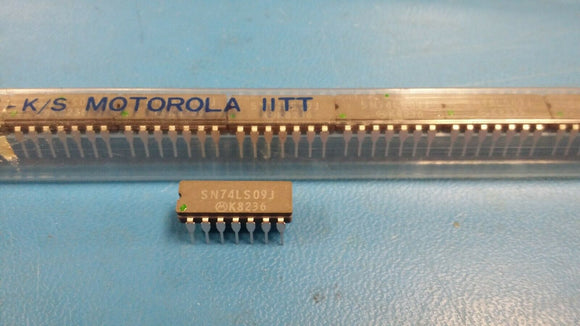 -K/S MOTOROLA IITT
SN74LS09J
K8236